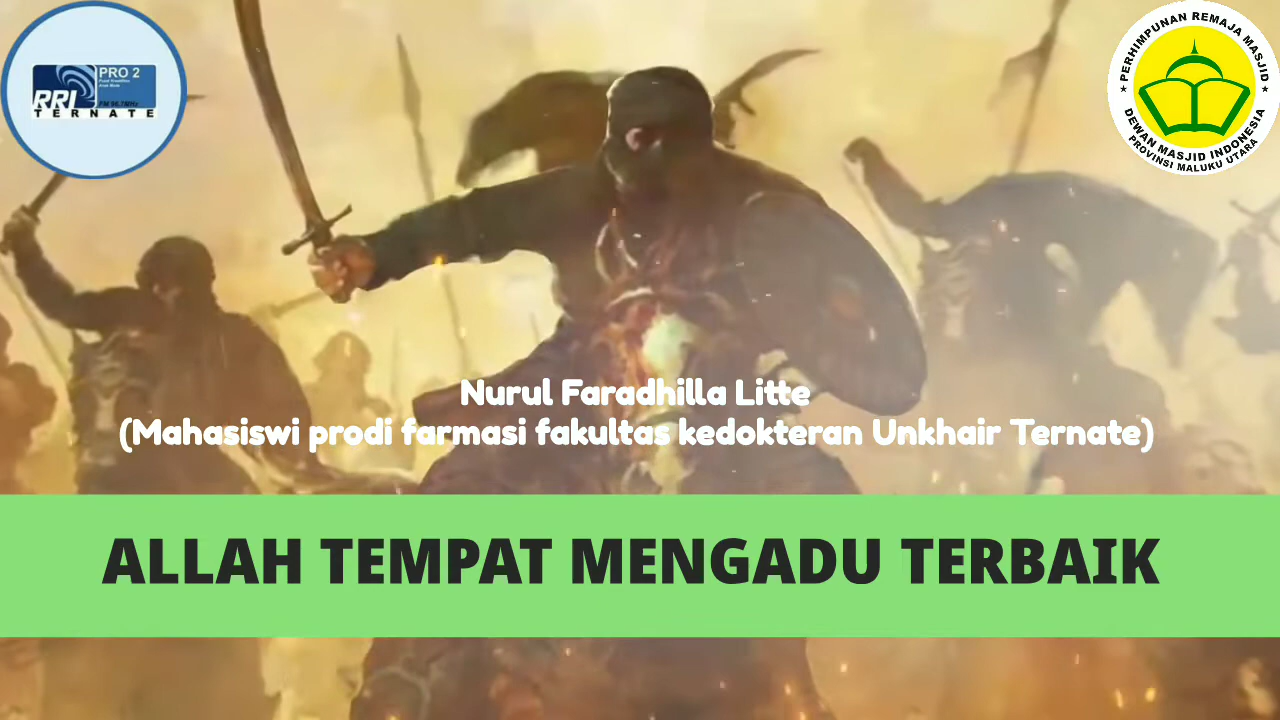 PRO 2
RRI
TERNATE
PERHIMPUNAN REMAJA MASJID
DEWAN MASJID INDONESIA
PROVINSI MALUKU UTARA
Nurul Faradhilla Litte
(Mahasiswi prodi farmasi fakultas kedokteran Unkhair Ternate)
ALLAH TEMPAT MENGADU TERBAIK